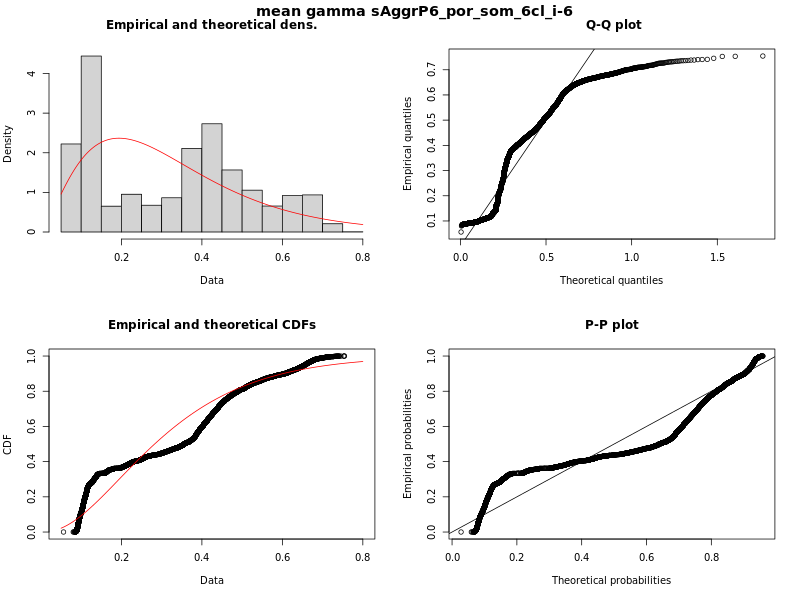 mean gamma sAggrP6_por_som_6cl_i-6
Empirical and theoretical dens.
Density
0 1 2 3 4
0.2 0.4 0.6 0.8
Data
Q-Q plot
Empirical quantiles
0.1 0.2 0.3 0.4 0.5 0.6 0.7
0.0 0.5 1.0 1.5
Theoretical quantiles
Empirical and theoretical CDFs
CDF
0.0 0.2 0.4 0.6 0.8 1.0
0.2 0.4 0.6 0.8
Data
P-P plot
Empirical probabilities
0.0 0.2 0.4 0.6 0.8 1.0
0.0 0.2 0.4 0.6 0.8
Theoretical probabilities